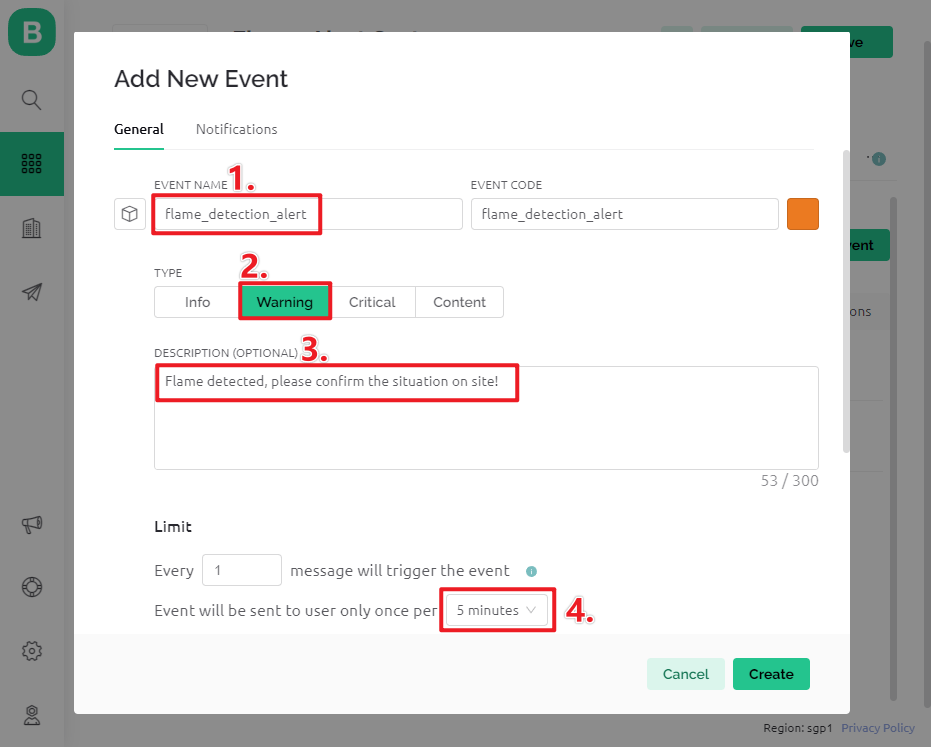 B
Add New Event
General Notifications
1.
EVENT NAME EVENT CODE
flame_detection_alert flame_detection_alert
2.
TYPE
Info Warning Critical Content
3.
DESCRIPTION (OPTIONAL)
Flame detected, please confirm the situation on site!
53 / 300
Limit
Every 1 message will trigger the event
Event will be sent to user only once per 5 minutes 4.
Cancel Create
Region: sgp1 Privacy Policy